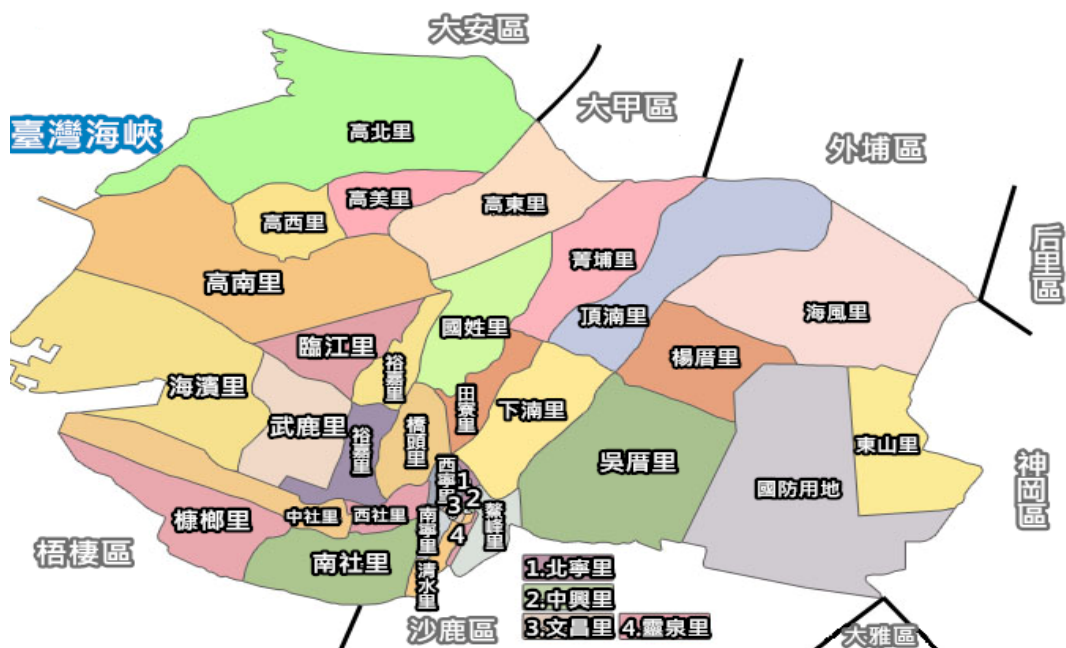 大安區
大甲區
臺灣海峽
高北里
外埔區
高美里
高西里
高東里
后里區
菁埔里
高南里
頂湳里
海風里
國姓里
臨江里
楊厝里
裕嘉里
海濱里
田寮里
下湳里
武鹿里
橋頭里
裕嘉里
東山里
吳厝里
西寧里
1
2
3
4
國防用地
神岡區
槺榔里
中社里
西社里
南寧里
鰲峰里
梧棲區
南社里
清水里
1.北寧里
2.中興里
3.文昌里
4.靈泉里
沙鹿區
大雅區